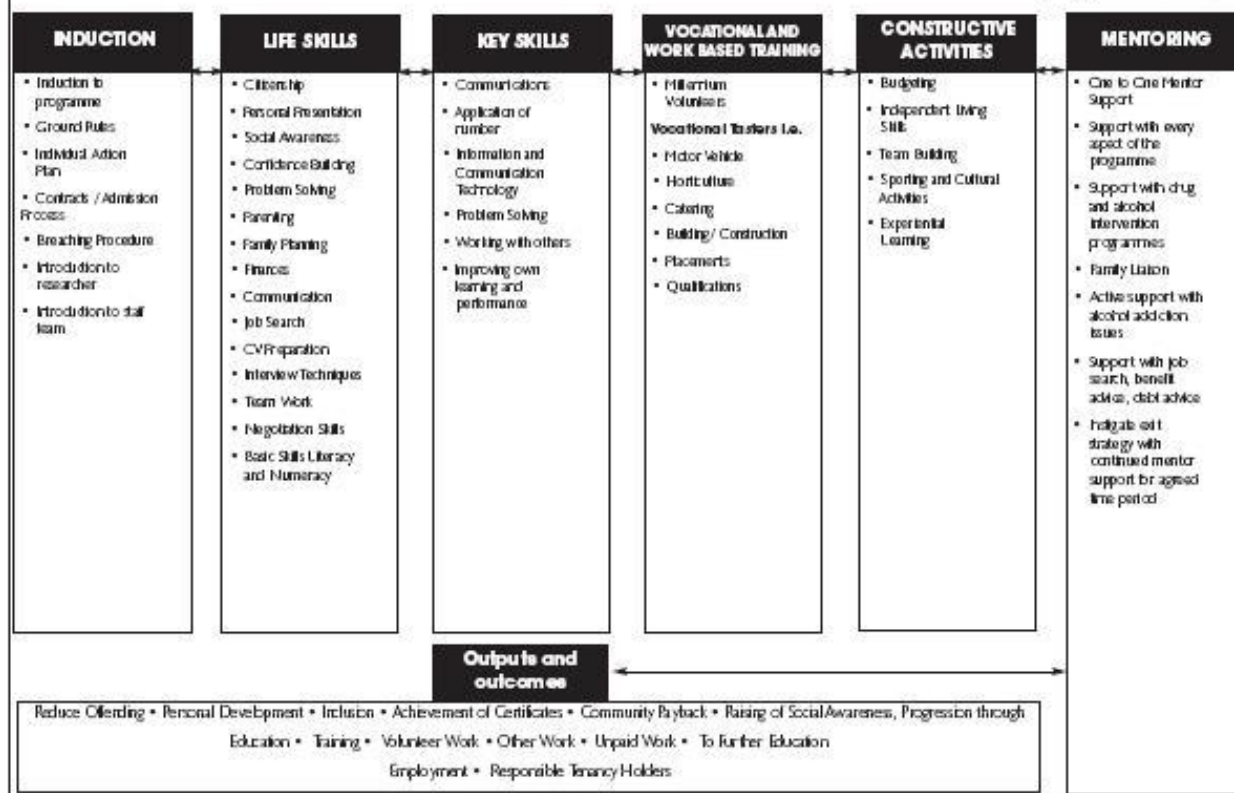 INDUCTION
• Induction to
programme
• Ground Rules
• Individual Action
Plan
• Contracts / Admission
Process
• Breaching Procedure
• Introduction to
researcher
• Introduction to staff
team
LIFE SKILLS
• Citizenship
• Personal Presentation
• Social Awareness
• Confidence Building
• Problem Solving
• Parenting
• Family Planning
• Finances
• Communication
• Job Search
• CV Preparation
• Interview Techniques
• Team Work
• Negotiation Skills
• Basic Skills Literacy
and Numeracy
KEY SKILLS
• Communications
• Application of
number
• Information and
Communication
Technology
• Problem Solving
• Working with others
• Improving own
learning and
performance
VOCATIONAL AND
WORK BASED TRAINING
• Millennium
Volunteers
Vocational Tasters i.e.
• Motor Vehicle
• Horticulture
• Catering
• Building / Construction
• Placements
• Qualifications
CONSTRUCTIVE
ACTIVITIES
• Budgeting
• Independent Living
Skills
• Team Building
• Sporting and Cultural
Activities
• Experiential
Learning
MENTORING
• One to One Mentor
Support
• Support with every
aspect of the
programme
• Support with drug
and alcohol
intervention
programmes
• Family Liaison
• Active support with
alcohol addiction
issues
• Support with job
search, benefit
advice, debt advice
• Instigate exit
strategy with
continued mentor
support for agreed
time period
Outputs and
outcomes
Reduce Offending • Personal Development • Inclusion • Achievement of Certificates • Community Payback • Raising of Social Awareness, Progression through
Education • Training • Volunteer Work • Other Work • Unpaid Work • To Further Education
Employment • Responsible Tenancy Holders